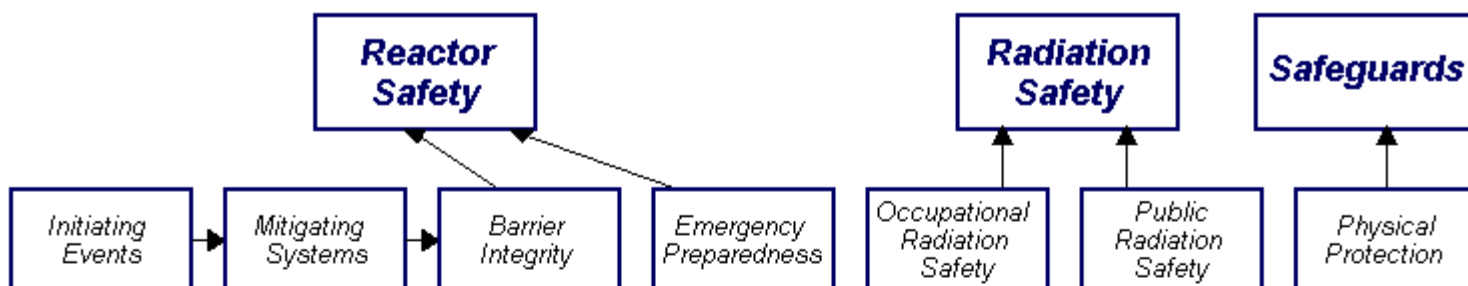 Reactor
Safety
Radiation
Safety
Safeguards
Initiating
Events
Mitigating
Systems
Barrier
Integrity
Emergency
Preparedness
Occupational
Radiation
Safety
Public
Radiation
Safety
Physical
Protection